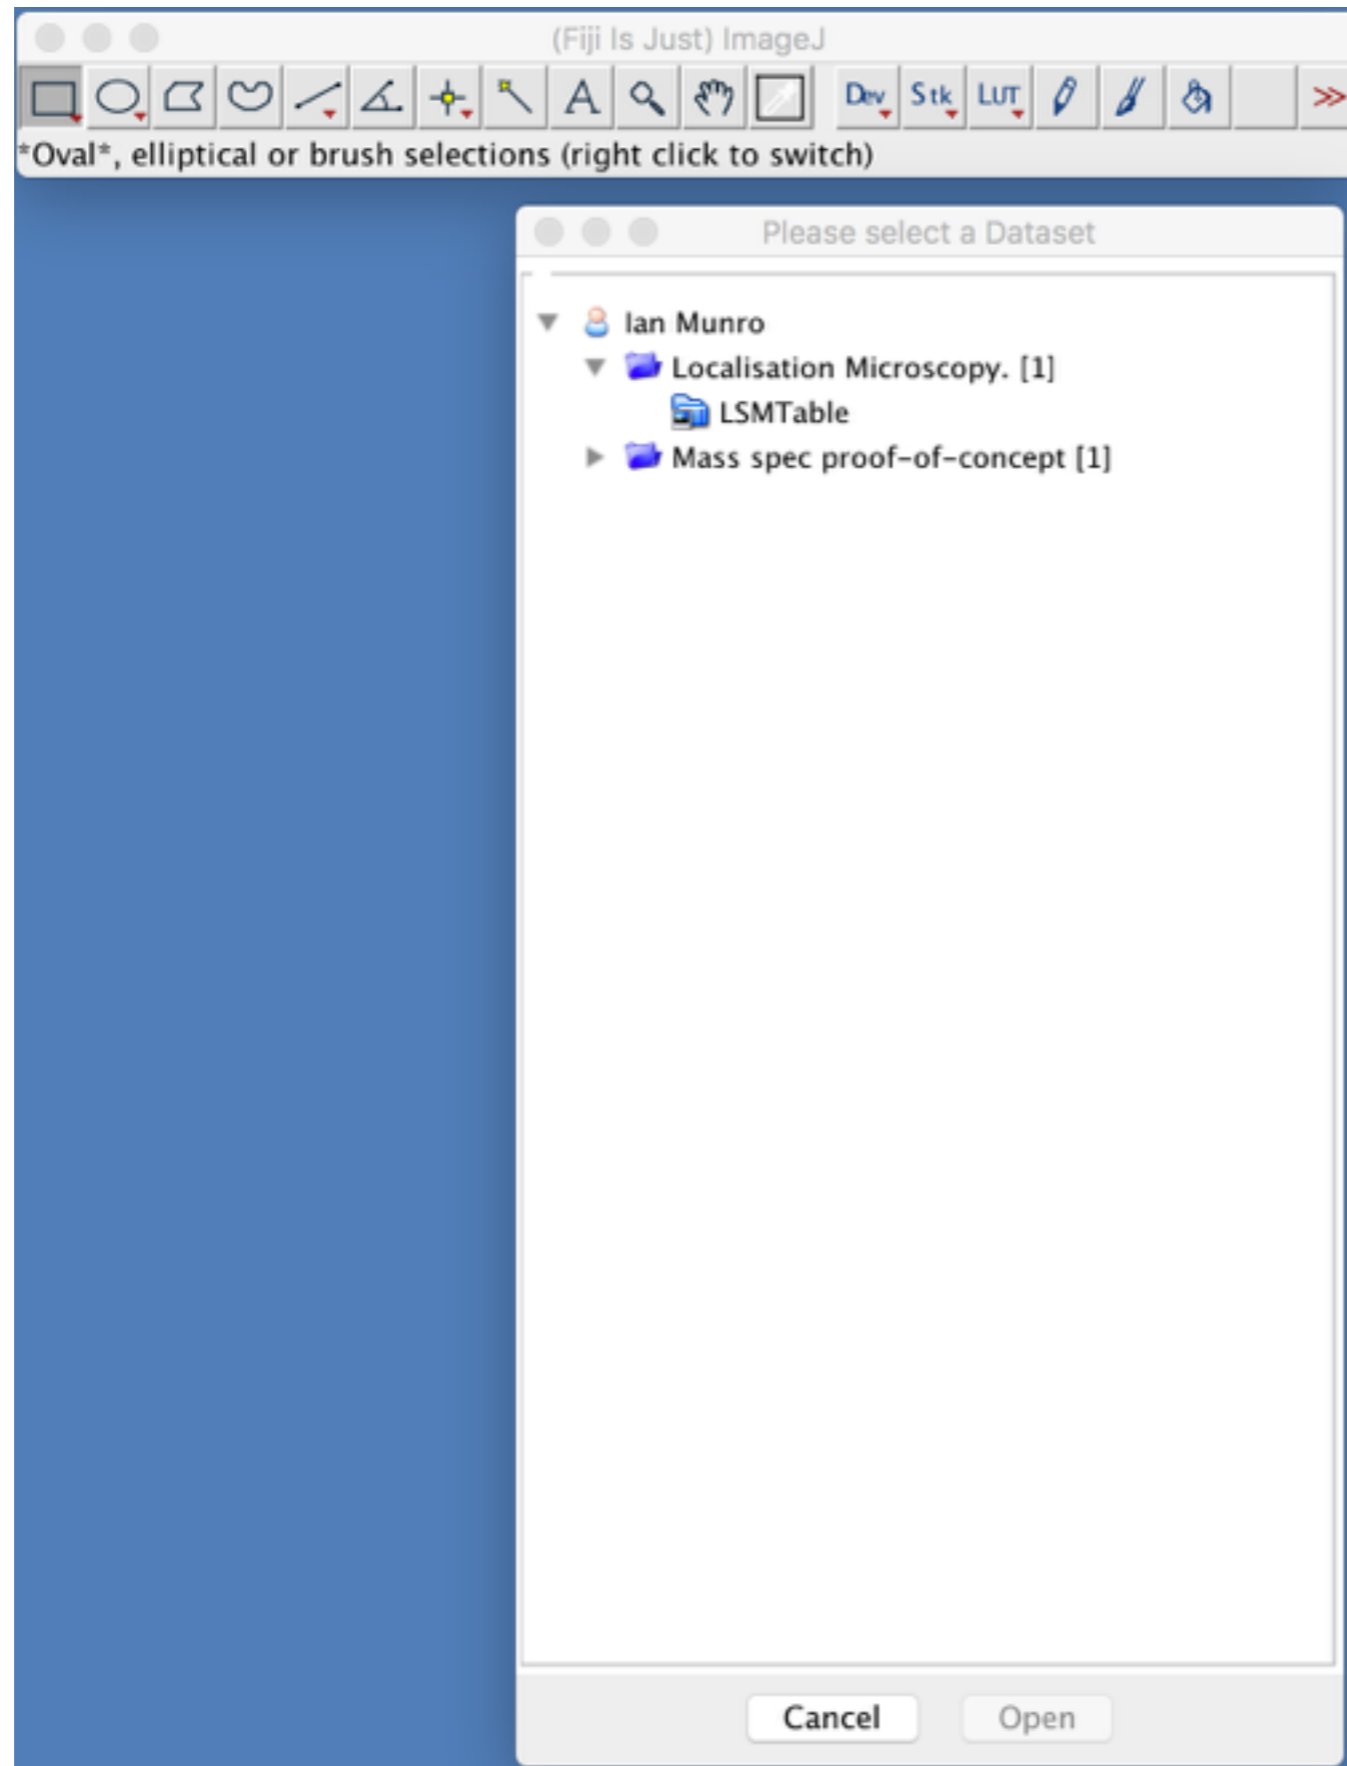 (Fiji Is Just) ImageJ
A Dev Stk LUT >>
*Oval*, elliptical or brush selections (right click to switch)
Please select a Dataset
Ian Munro
Localisation Microscopy. [1]
LSMTable
Mass spec proof-of-concept [1]
Cancel Open